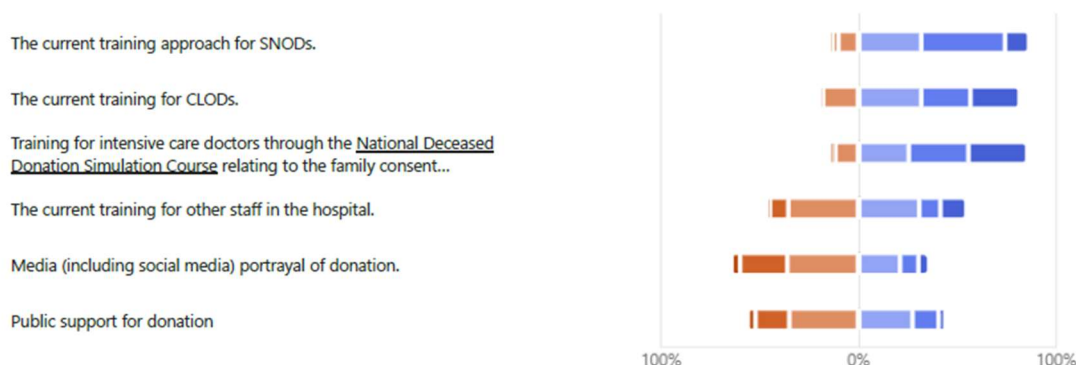 The current training approach for SNODs.
The current training for CLODs.
Training for intensive care doctors through the National Deceased
Donation Simulation Course relating to the family consent...
The current training for other staff in the hospital.
Media (including social media) portrayal of donation.
Public support for donation
100% 0% 100%